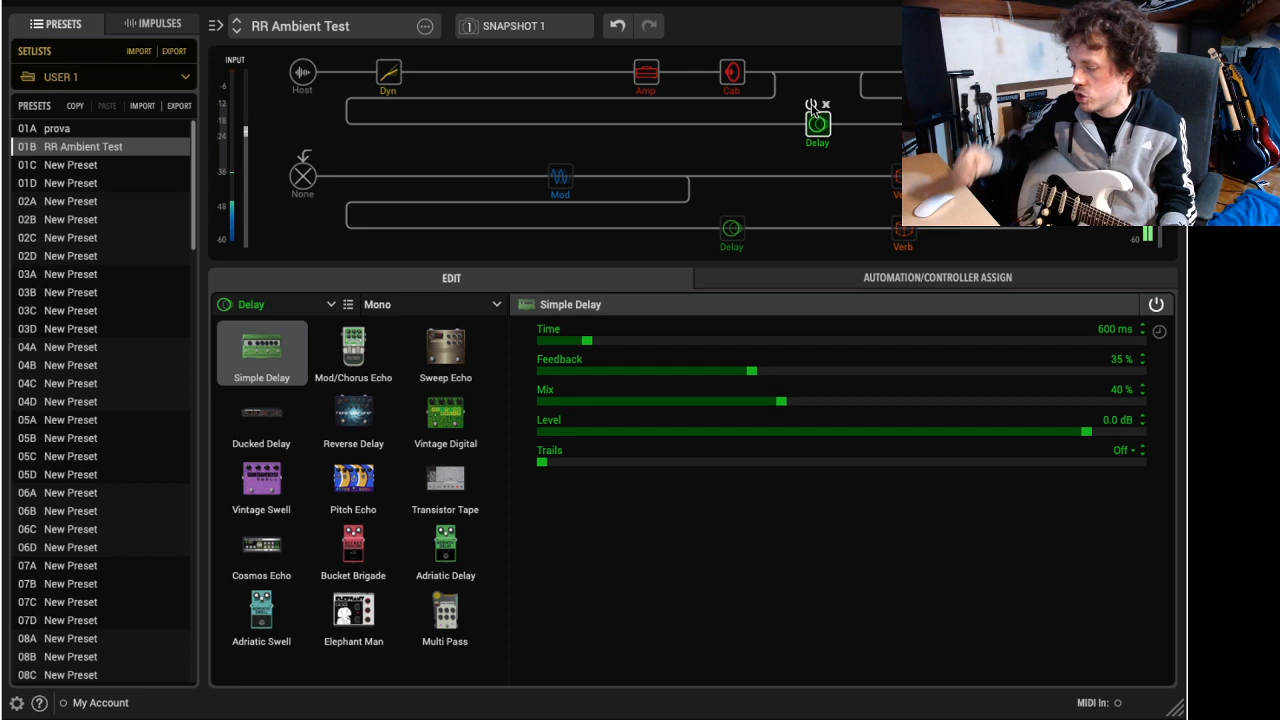 PRESETS
IMPULSES
RR Ambient Test
1 SNAPSHOT 1
SETLISTS
IMPORT | EXPORT
USER 1
PRESETS COPY PASTE IMPORT EXPORT
01A prova
01B RR Ambient Test
01C New Preset
01D New Preset
02A New Preset
02B New Preset
02C New Preset
02D New Preset
03A New Preset
03B New Preset
03C New Preset
03D New Preset
04A New Preset
04B New Preset
04C New Preset
04D New Preset
05A New Preset
05B New Preset
05C New Preset
05D New Preset
06A New Preset
06B New Preset
06C New Preset
06D New Preset
07A New Preset
07B New Preset
07C New Preset
07D New Preset
08A New Preset
08B New Preset
08C New Preset
INPUT
-6
-12
-18
-24
-36
-48
-60
Host
Dyn
Amp
Cab
Delay
None
Mod
Delay
Verb
-60
EDIT
AUTOMATION/CONTROLLER ASSIGN
Delay
Mono
Simple Delay
Simple Delay
Mod/Chorus Echo
Sweep Echo
Ducked Delay
Reverse Delay
Vintage Digital
Vintage Swell
Pitch Echo
Transistor Tape
Cosmos Echo
Bucket Brigade
Adriatic Delay
Adriatic Swell
Elephant Man
Multi Pass
Time 600 ms
Feedback 35 %
Mix 40 %
Level 0.0 dB
Trails Off
? My Account
MIDI In: